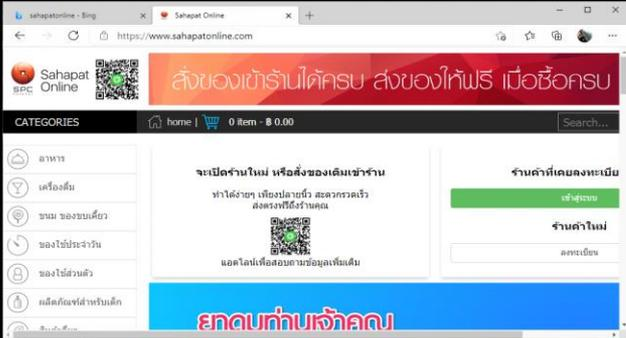 sahapatonline - Bing
Sahapat Online
https://www.sahapatonline.com
SPC
Sahapat
Online
สั่งของเข้าร้านได้ครบ ส่งของให้ฟรี เมื่อซื้อครบ
CATEGORIES
home | 0 item - ฿ 0.00
Search...
อาหาร
เครื่องดื่ม
ขนม ของขบเคี้ยว
ของใช้ประจำวัน
ของใช้ส่วนตัว
ผลิตภัณฑ์สำหรับเด็ก
จะเปิดร้านใหม่ หรือสั่งของเติมเข้าร้าน
ทำได้ง่ายๆ เพียงปลายนิ้ว สะดวกรวดเร็ว
ส่งตรงฟรีถึงร้านคุณ
แอดไลน์เพื่อสอบถามข้อมูลเพิ่มเติม
ร้านค้าที่เคยลงทะเบีย
เข้าสู่ระบบ
ร้านค้าใหม่
ลงทะเบียน
ยาดมท่านเจ้าคุณ